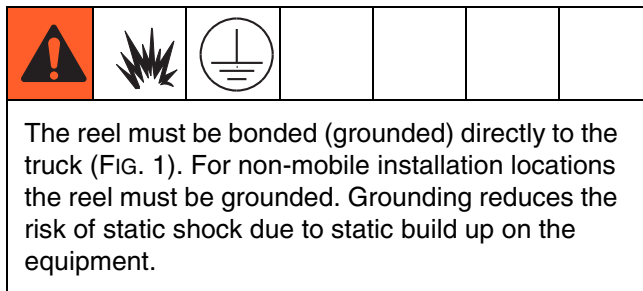 The reel must be bonded (grounded) directly to the
truck (FIG. 1). For non-mobile installation locations
the reel must be grounded. Grounding reduces the
risk of static shock due to static build up on the
equipment.